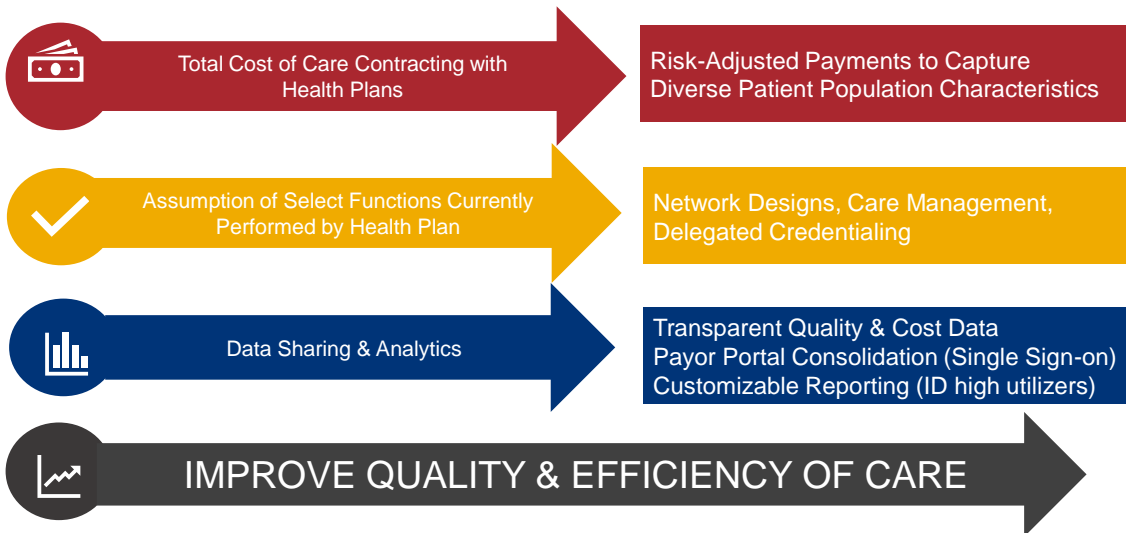 Total Cost of Care Contracting with
Health Plans
Risk-Adjusted Payments to Capture
Diverse Patient Population Characteristics
Assumption of Select Functions Currently
Performed by Health Plan
Network Designs, Care Management,
Delegated Credentialing
Data Sharing & Analytics
Transparent Quality & Cost Data
Payor Portal Consolidation (Single Sign-on)
Customizable Reporting (ID high utilizers)
IMPROVE QUALITY & EFFICIENCY OF CARE